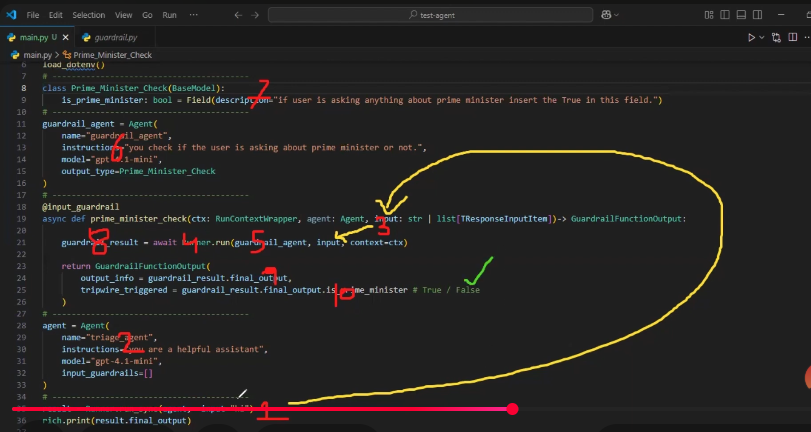 File Edit Selection View Go Run ... test-agent
main.py U guardrail.py
main.py > Prime_Minister_Check
6 load_dotenv()
7 # ----------------------------------------
8 class Prime_Minister_Check(BaseModel):
9 is_prime_minister: bool = Field(description="if user is asking anything about prime minister insert the True in this field.")
7
10 # ----------------------------------------
11 guardrail_agent = Agent(
12 name="guardrail_agent",
13 instructions="you check if the user is asking about prime minister or not.",
6
14 model="gpt-4.1-mini",
15 output_type=Prime_Minister_Check
16 )
17 # ----------------------------------------
18 @input_guardrail
19 async def prime_minister_check(ctx: RunContextWrapper, agent: Agent, input: str | list[TResponseInputItem])-> GuardrailFunctionOutput:
3
20
21 guardrail_result = await Runner.run(guardrail_agent, input, context=ctx)
8 4 5
22
23 return GuardrailFunctionOutput(
24 output_info = guardrail_result.final_output,
9
25 tripwire_triggered = guardrail_result.final_output.is_prime_minister # True / False
10
26 )
27 # ----------------------------------------
28 agent = Agent(
29 name="triage_agent",
30 instructions="you are a helpful assistant",
2
31 model="gpt-4.1-mini",
32 input_guardrails=[]
33 )
34 # ----------------------------------------
1
36 rich.print(result.final_output)
37